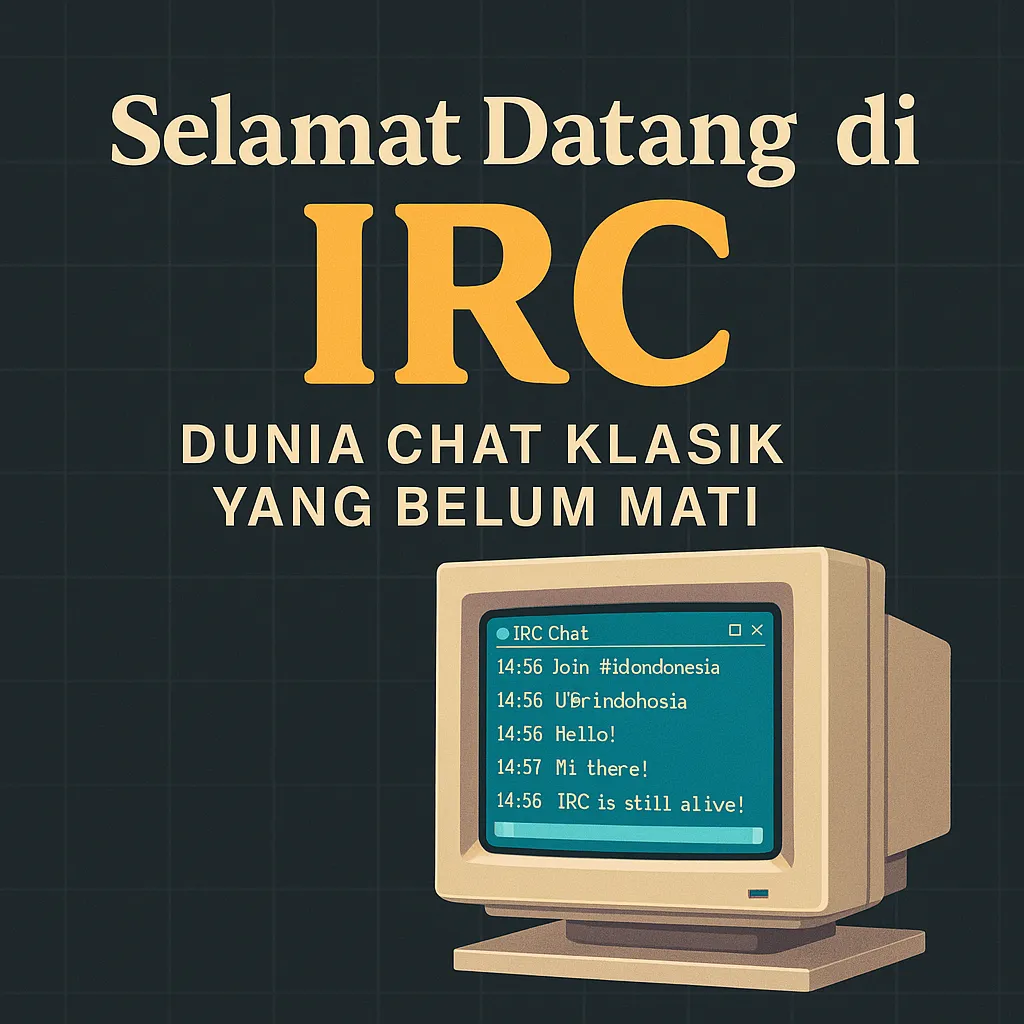 Selamat Datang di
IRC
DUNIA CHAT KLASIK
YANG BELUM MATI
IRC Chat
14:56 Join #idondonesia
14:56
14:56 Hello!
14:57 Mi there!
14:56 IRC is still alive!